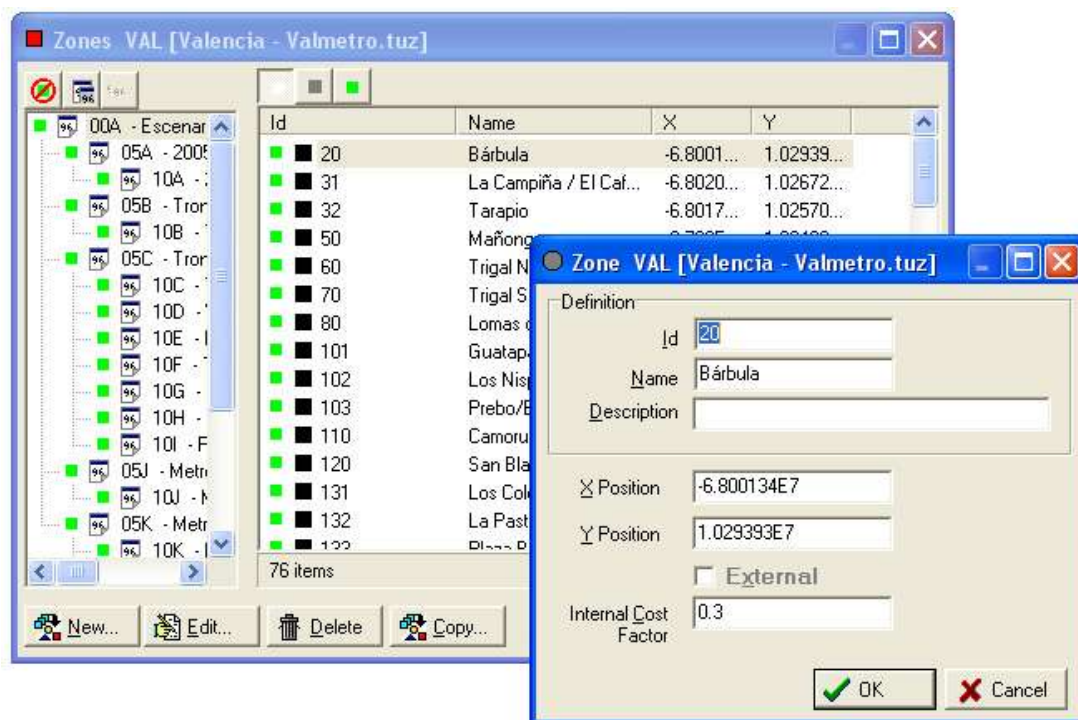 Zones VAL [Valencia - Valmetro.tuz]
Id Name X Y
00A - Escenar
05A - 2005
10A -
05B - Tron
10B -
05C - Tron
10C -
10D -
10E -
10F -
10G -
10H -
10I - F
05J - Metr
10J -
05K - Metr
10K -
20 Bárbula -6.8001... 1.02939...
31 La Campiña / El Caf... -6.8020... 1.02672...
32 Tarapio -6.8017... 1.02570...
50 Mañong
60 Trigal N
70 Trigal S
80 Lomas
101 Guatap
102 Los Nis
103 Prebo/E
110 Camoru
120 San Bla
131 Los Col
132 La Past
133
76 items
New... Edit... Delete Copy...
Zone VAL [Valencia - Valmetro.tuz]
Definition
Id 20
Name Bárbula
Description
X Position -6.800134E7
Y Position 1.029393E7
External
Internal Cost Factor 0.3
OK Cancel